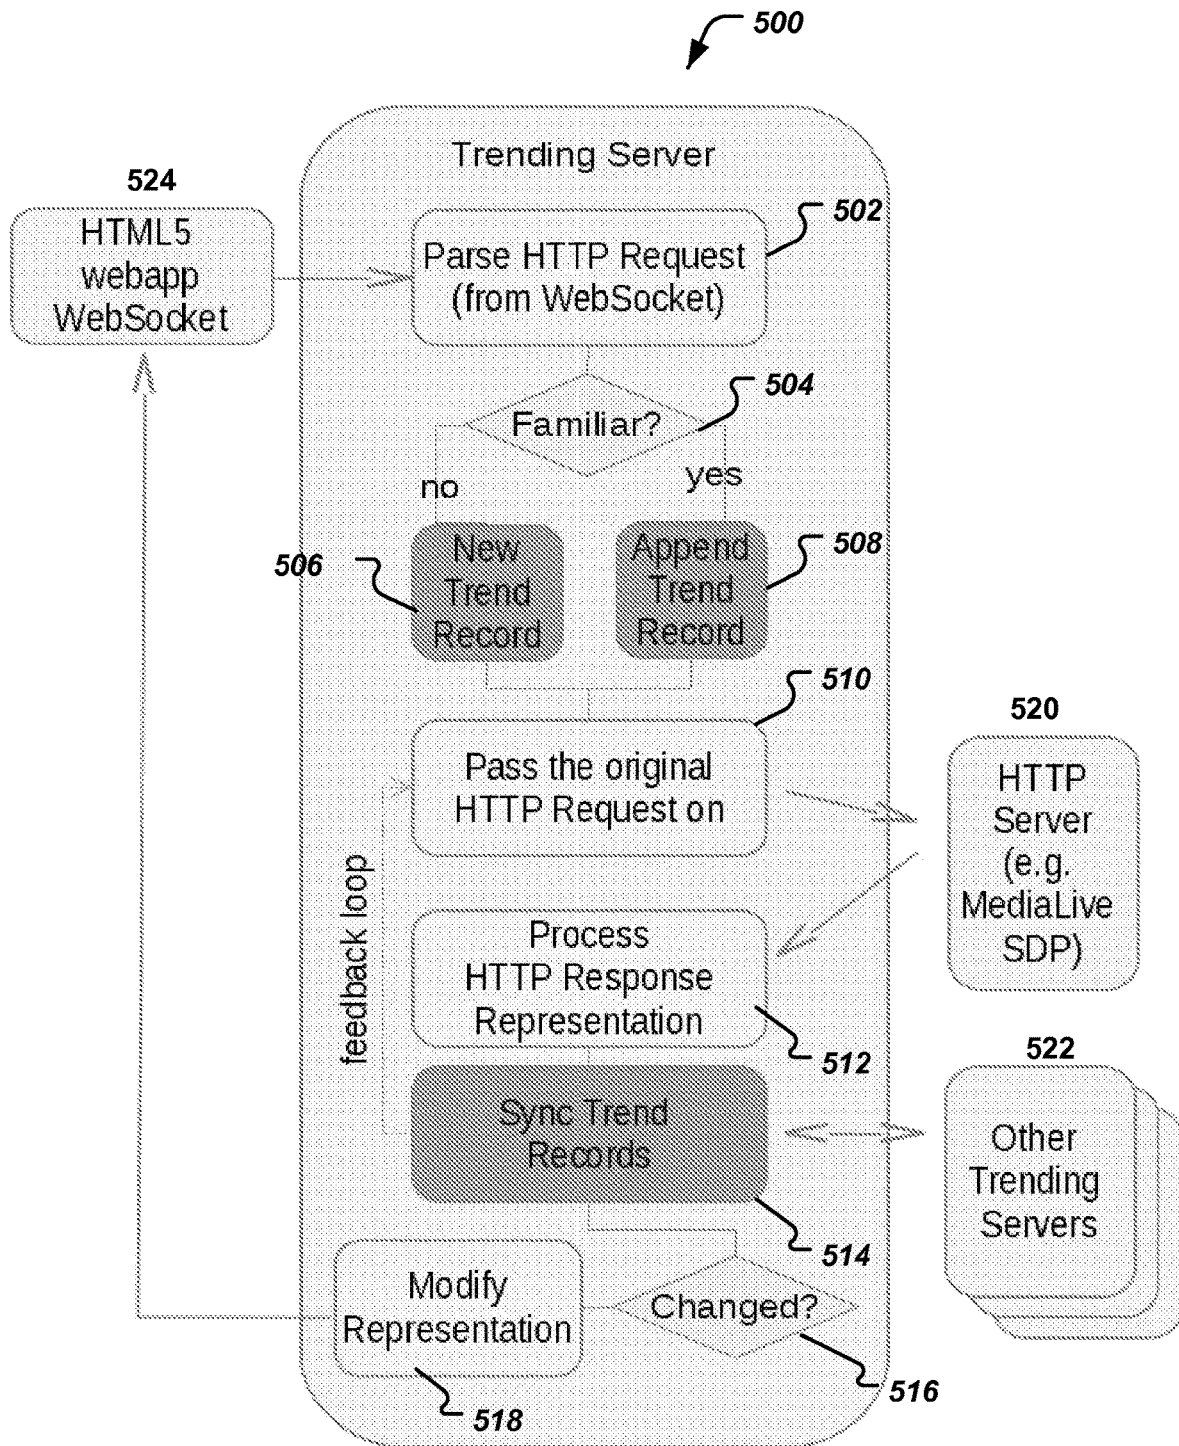 500
Trending Server
524
HTML5
webapp
WebSocket
502
Parse HTTP Request
(from WebSocket)
504
Familiar?
no
yes
506
New
Trend
Record
Append
Trend
Record
508
510
Pass the original
HTTP Request on
520
HTTP
Server
(e.g.
MediaLive
SDP)
feedback loop
Process
HTTP Response
Representation
512
Sync Trend
Records
514
522
Other
Trending
Servers
Modify
Representation
518
Changed?
516